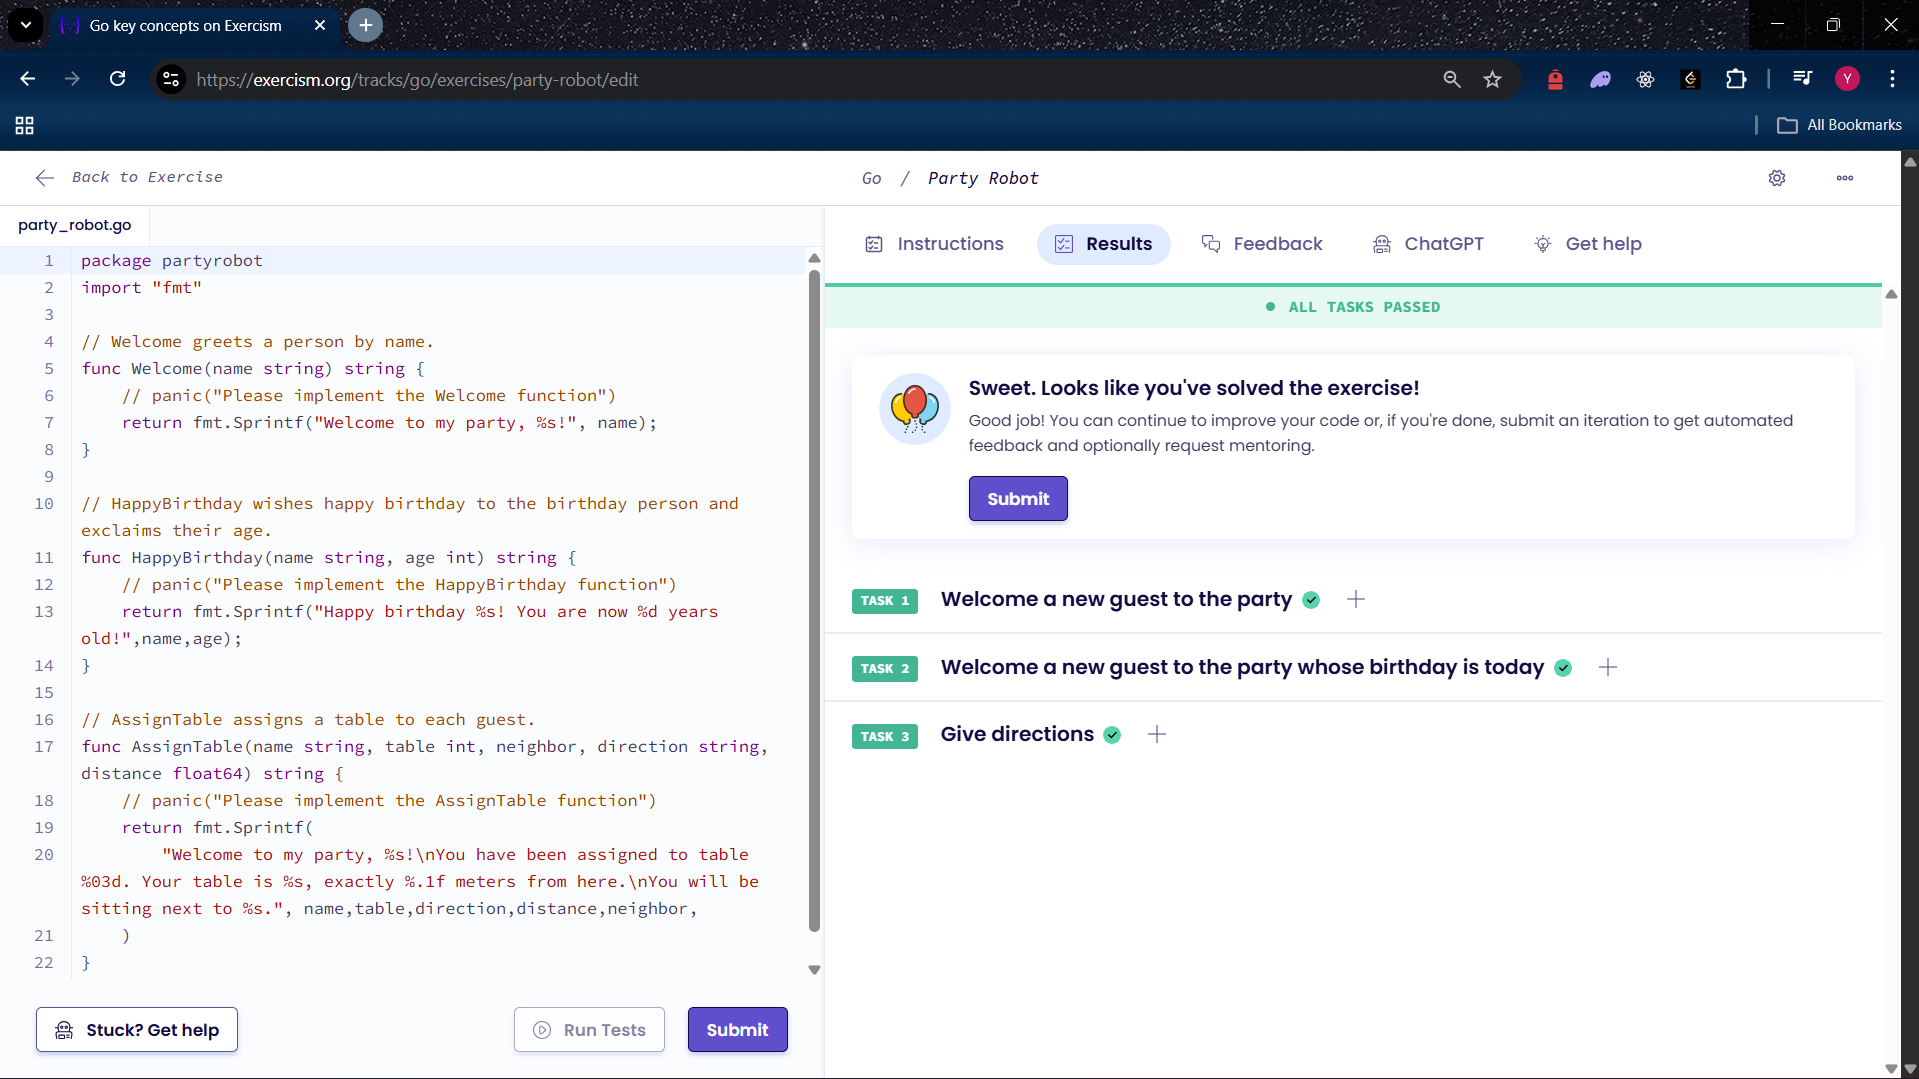 Go key concepts on Exercism
https://exercism.org/tracks/go/exercises/party-robot/edit
Y
All Bookmarks
Back to Exercise
Go / Party Robot
party_robot.go
1 package partyrobot
2 import "fmt"
3
4 // Welcome greets a person by name.
5 func Welcome(name string) string {
6 // panic("Please implement the Welcome function")
7 return fmt.Sprintf("Welcome to my party, %s!", name);
8 }
9
10 // HappyBirthday wishes happy birthday to the birthday person and
exclaims their age.
11 func HappyBirthday(name string, age int) string {
12 // panic("Please implement the HappyBirthday function")
13 return fmt.Sprintf("Happy birthday %s! You are now %d years
old!",name,age);
14 }
15
16 // AssignTable assigns a table to each guest.
17 func AssignTable(name string, table int, neighbor, direction string,
distance float64) string {
18 // panic("Please implement the AssignTable function")
19 return fmt.Sprintf(
20 "Welcome to my party, %s!\nYou have been assigned to table
%03d. Your table is %s, exactly %.1f meters from here.\nYou will be
sitting next to %s.", name,table,direction,distance,neighbor,
21 )
22 }
Stuck? Get help
Run Tests
Submit
Instructions
Results
Feedback
ChatGPT
Get help
ALL TASKS PASSED
Sweet. Looks like you've solved the exercise!
Good job! You can continue to improve your code or, if you're done, submit an iteration to get automated
feedback and optionally request mentoring.
Submit
TASK 1 Welcome a new guest to the party
TASK 2 Welcome a new guest to the party whose birthday is today
TASK 3 Give directions